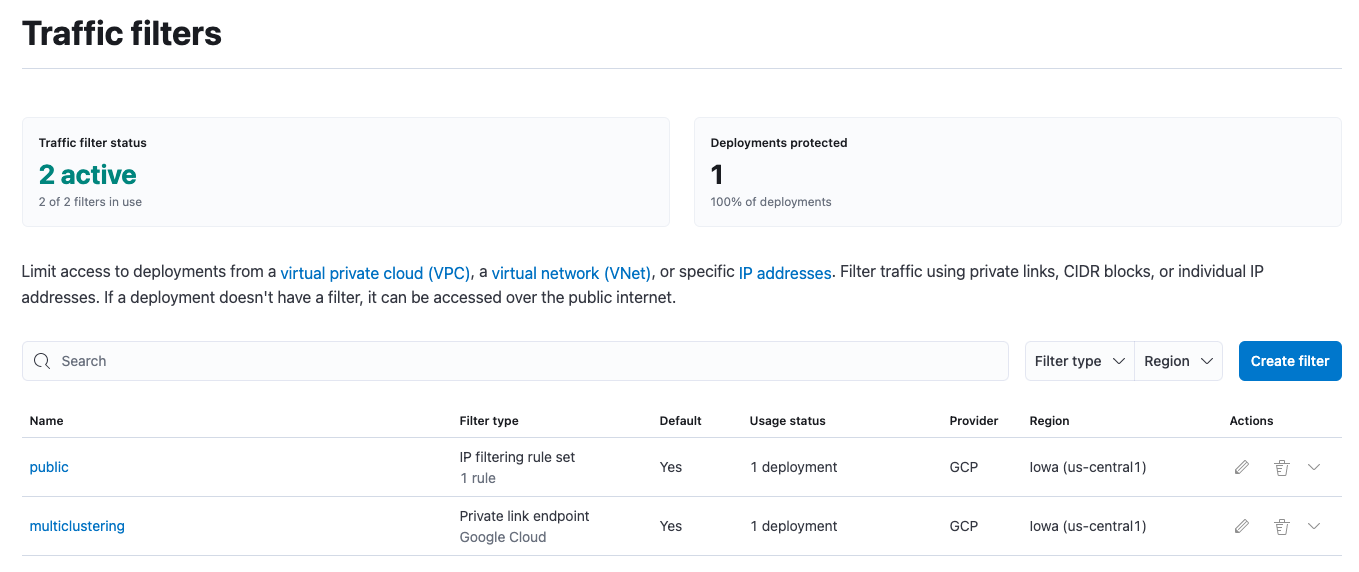 Traffic filters
Traffic filter status
2 active
2 of 2 filters in use
Deployments protected
1
100% of deployments
Limit access to deployments from a virtual private cloud (VPC), a virtual network (VNet), or specific IP addresses. Filter traffic using private links, CIDR blocks, or individual IP
addresses. If a deployment doesn't have a filter, it can be accessed over the public internet.
Search
Filter type
Region
Create filter
Name Filter type Default Usage status Provider Region Actions
public IP filtering rule set Yes 1 deployment GCP Iowa (us-central1)
1 rule
multiclustering Private link endpoint Yes 1 deployment GCP Iowa (us-central1)
Google Cloud